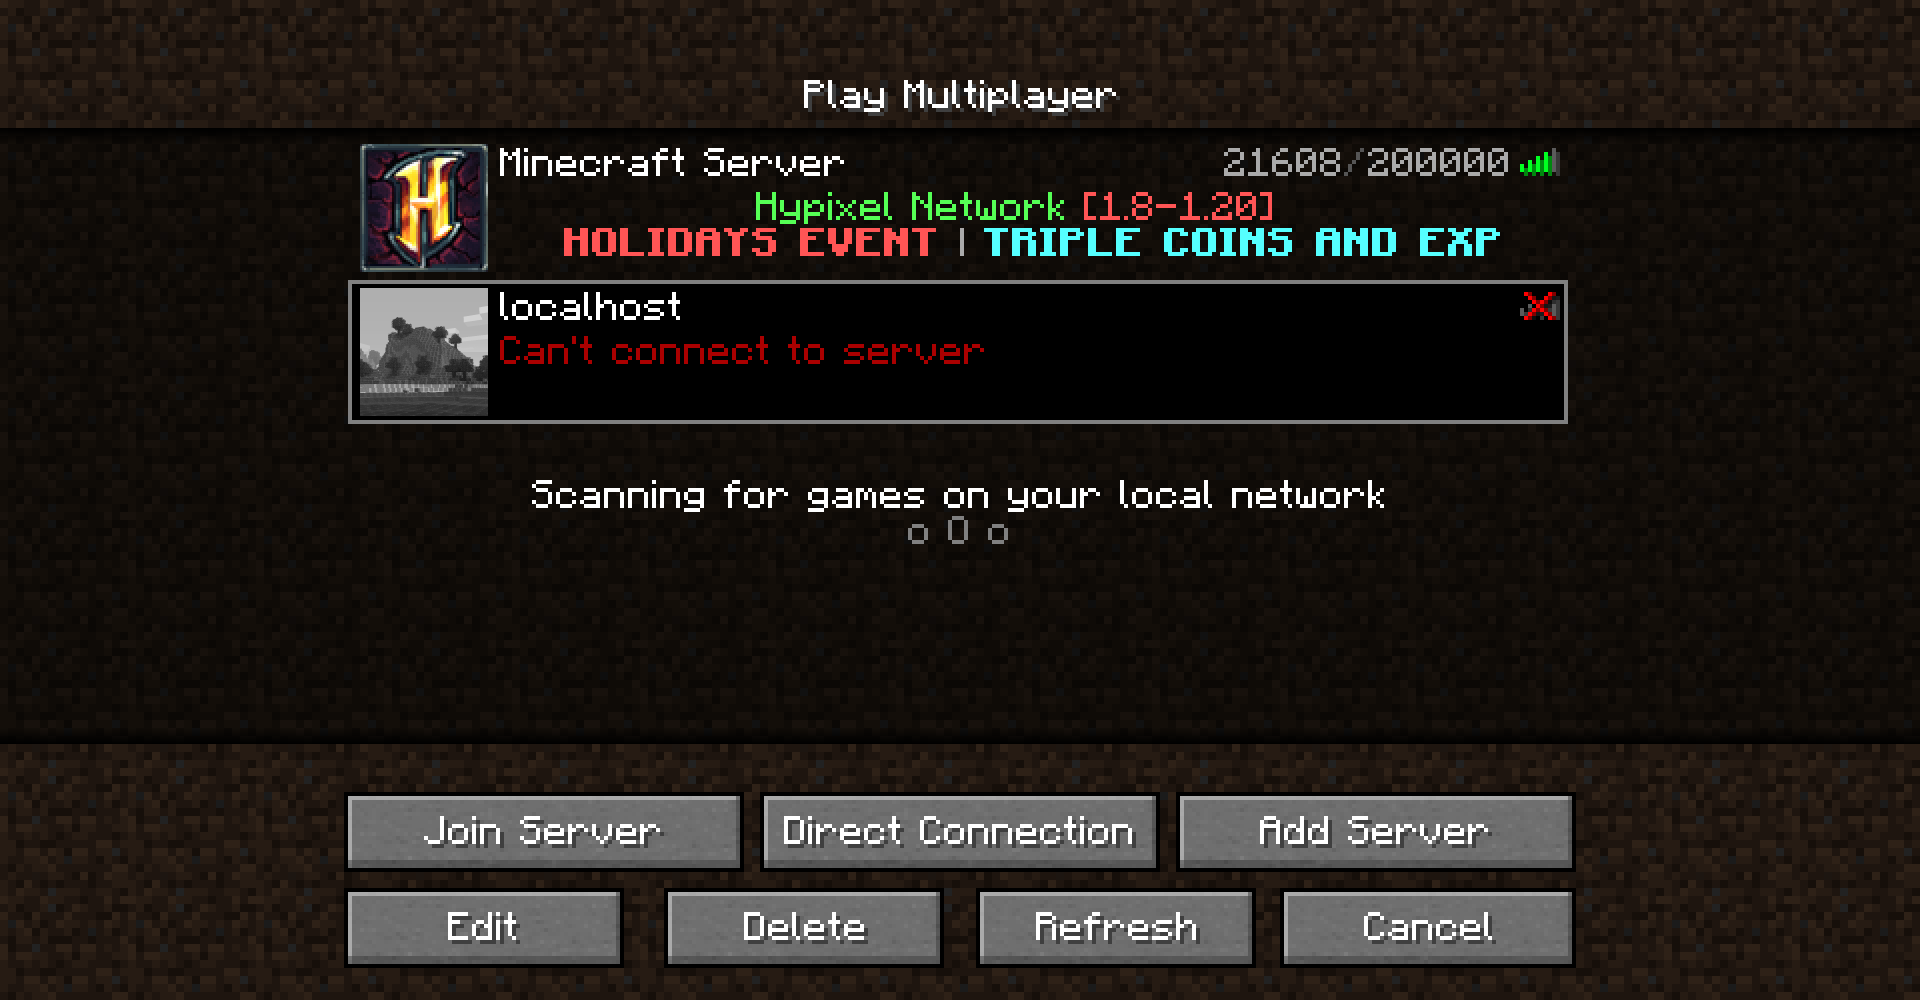 Play Multiplayer
Minecraft Server 21608/200000
Hypixel Network [1.8-1.20]
HOLIDAYS EVENT | TRIPLE COINS AND EXP
localhost
Can't connect to server
Scanning for games on your local network
o O o
Join Server Direct Connection Add Server
Edit Delete Refresh Cancel